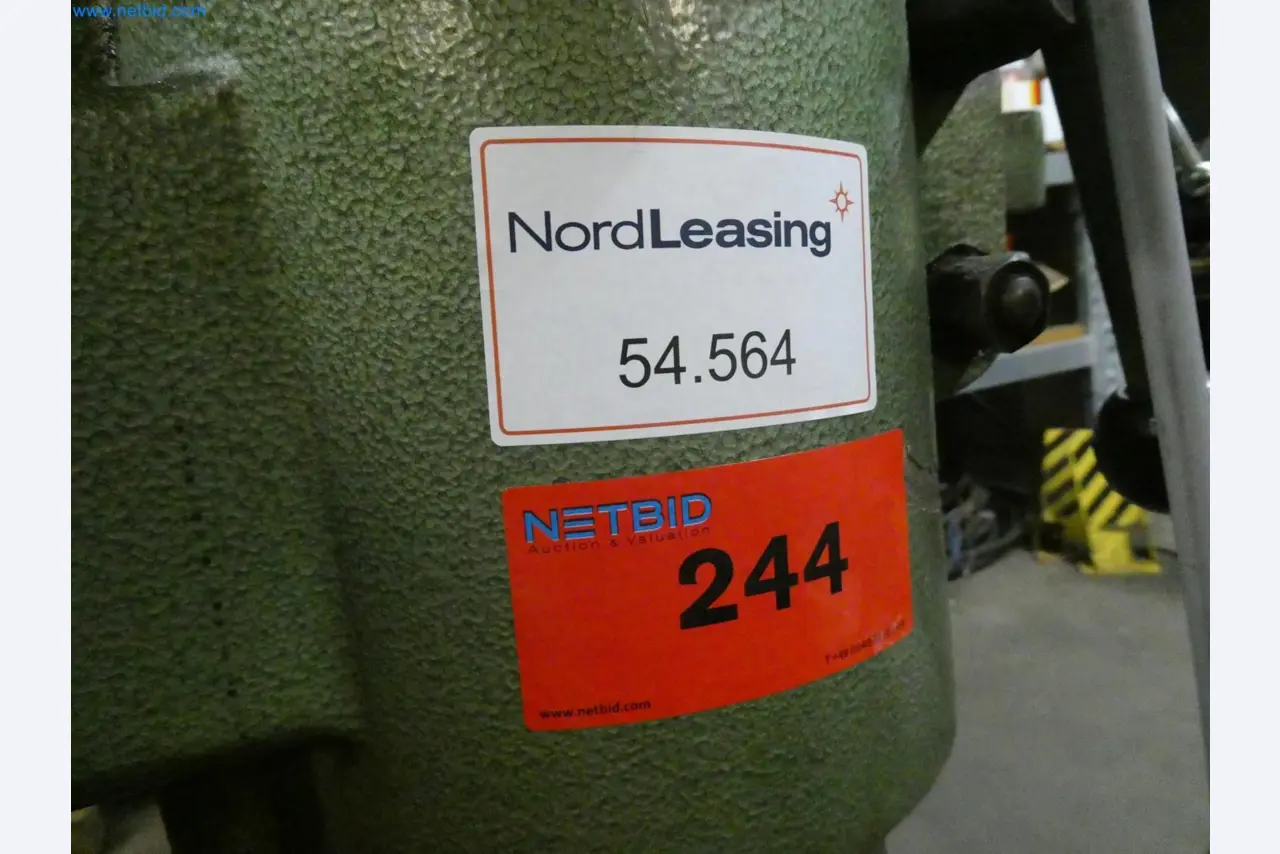 www.netbid.com
NordLeasing
54.564
NETBID
Auction & Valuation
244
www.netbid.com